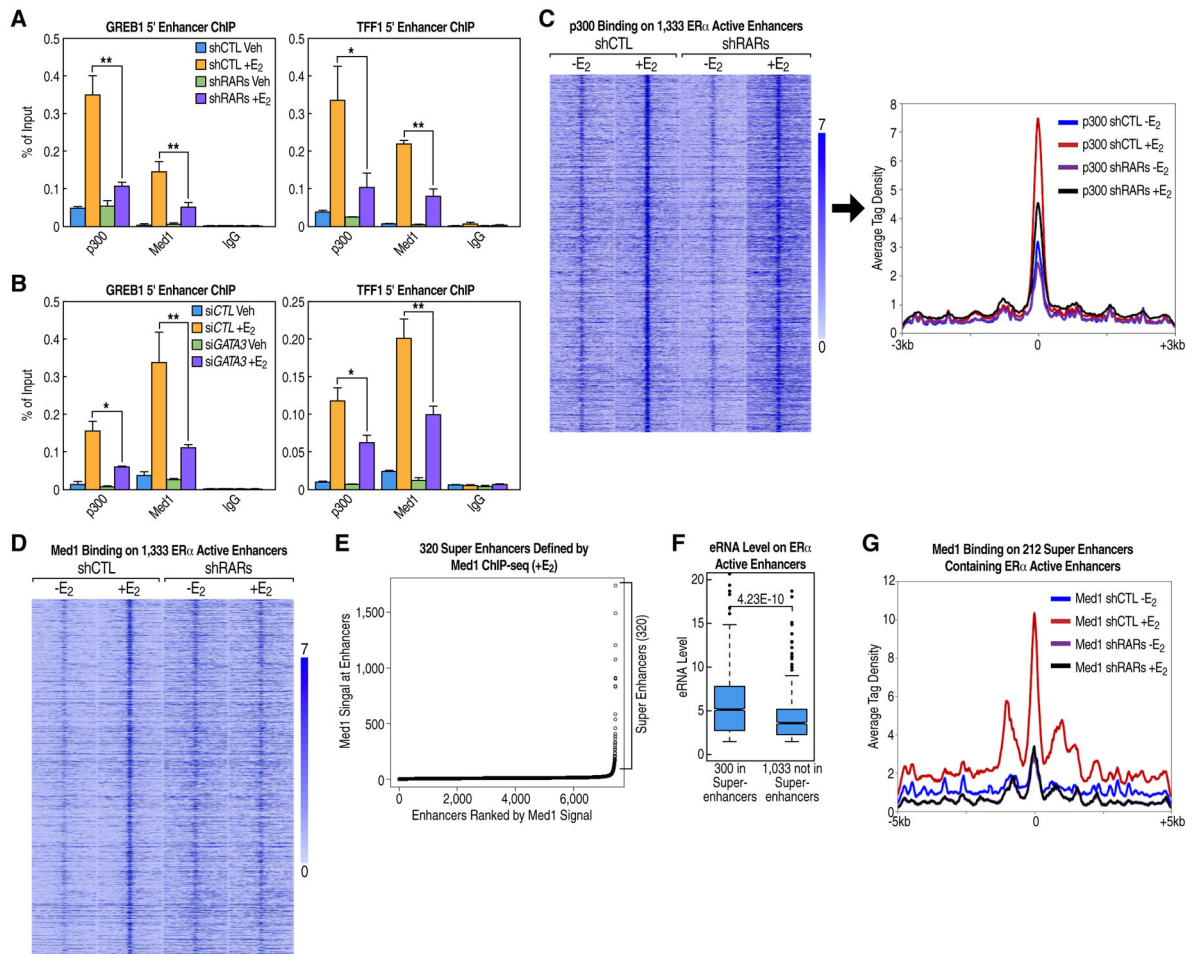 A
GREB1 5' Enhancer ChIP
TFF1 5' Enhancer ChIP
% of Input
0.5
0.4
0.3
0.2
0.1
0
shCTL Veh
shCTL +E2
shRARs Veh
shRARs +E2
**
**
p300
Med1
IgG
0.5
0.4
0.3
0.2
0.1
0
*
**
p300
Med1
IgG
B
GREB1 5' Enhancer ChIP
TFF1 5' Enhancer ChIP
% of Input
0.5
0.4
0.3
0.2
0.1
0
siCTL Veh
siCTL +E2
siGATA3 Veh
siGATA3 +E2
*
**
p300
Med1
IgG
0.25
0.20
0.15
0.10
0.05
0
*
**
p300
Med1
IgG
C
p300 Binding on 1,333 ERα Active Enhancers
shCTL
shRARs
-E2
+E2
-E2
+E2
7
0
Average Tag Density
8
7
6
5
4
3
2
1
0
p300 shCTL -E2
p300 shCTL +E2
p300 shRARs -E2
p300 shRARs +E2
-3kb
0
+3kb
D
Med1 Binding on 1,333 ERα Active Enhancers
shCTL
shRARs
-E2
+E2
-E2
+E2
7
0
E
320 Super Enhancers Defined by
Med1 ChIP-seq (+E2)
Med1 Singal at Enhancers
1,500
1,000
500
0
Super Enhancers (320)
0
2,000
4,000
6,000
Enhancers Ranked by Med1 Signal
F
eRNA Level on ERα
Active Enhancers
eRNA Level
20
15
10
5
0
4.23E-10
300 in
Super-
enhancers
1,033 not in
Super-
enhancers
G
Med1 Binding on 212 Super Enhancers
Containing ERα Active Enhancers
Average Tag Density
12
10
8
6
4
2
0
Med1 shCTL -E2
Med1 shCTL +E2
Med1 shRARs -E2
Med1 shRARs +E2
-5kb
0
+5kb